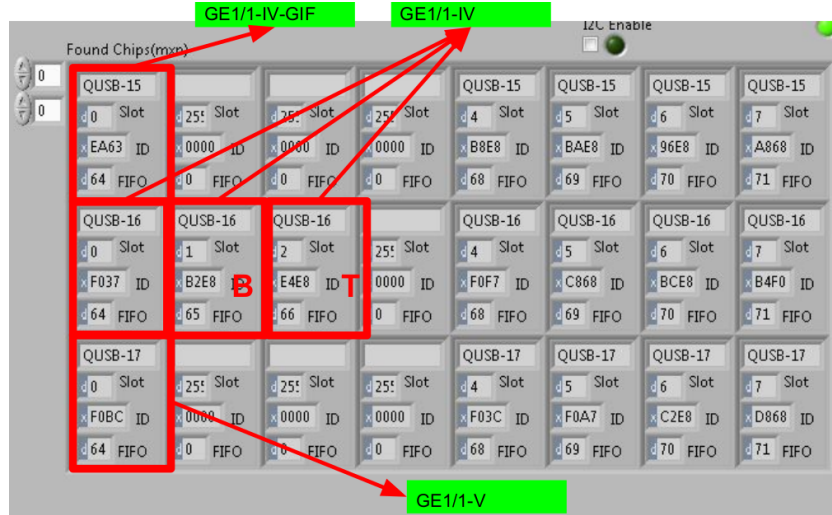 GE1/1-IV-GIF GE1/1-IV
I2C Enable
Found Chips(mxn)
0
0
QUSB-15 QUSB-15 QUSB-15 QUSB-15 QUSB-15
d 0 Slot d 255 Slot d 255 Slot d 255 Slot d 4 Slot d 5 Slot d 6 Slot d 7 Slot
x EA63 ID x 0000 ID x 0000 ID x 0000 ID x B8E8 ID x BAE8 ID x 96E8 ID x A868 ID
d 64 FIFO d 0 FIFO d 0 FIFO d 0 FIFO d 68 FIFO d 69 FIFO d 70 FIFO d 71 FIFO
QUSB-16 QUSB-16 QUSB-16 QUSB-16 QUSB-16 QUSB-16 QUSB-16
d 0 Slot d 1 Slot d 2 Slot 255 Slot d 4 Slot d 5 Slot d 6 Slot d 7 Slot
x F037 ID x B2E8 ID x E4E8 ID 0000 ID x F0F7 ID x C868 ID x BCE8 ID x B4F0 ID
B T
d 64 FIFO d 65 FIFO d 66 FIFO 0 FIFO d 68 FIFO d 69 FIFO d 70 FIFO d 71 FIFO
QUSB-17 QUSB-17 QUSB-17 QUSB-17 QUSB-17
d 0 Slot d 255 Slot d 255 Slot d 255 Slot d 4 Slot d 5 Slot d 6 Slot d 7 Slot
x F0BC ID x 0000 ID x 0000 ID x 0000 ID x F03C ID x F0A7 ID x C2E8 ID x D868 ID
d 64 FIFO d 0 FIFO d 0 FIFO d 0 FIFO d 68 FIFO d 69 FIFO d 70 FIFO d 71 FIFO
GE1/1-V